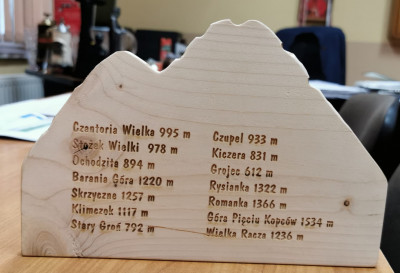 Czantoria Wielka 995 m
Stożek Wielki 978 m
Ochodzita 894 m
Barania Góra 1220 m
Skrzyczne 1257 m
Klimczok 1117 m
Stary Groń 792 m
Czupel 933 m
Kiczera 831 m
Grojec 612 m
Rysianka 1322 m
Romanka 1366 m
Góra Pięciu Kopców 1534 m
Wielka Racza 1236 m